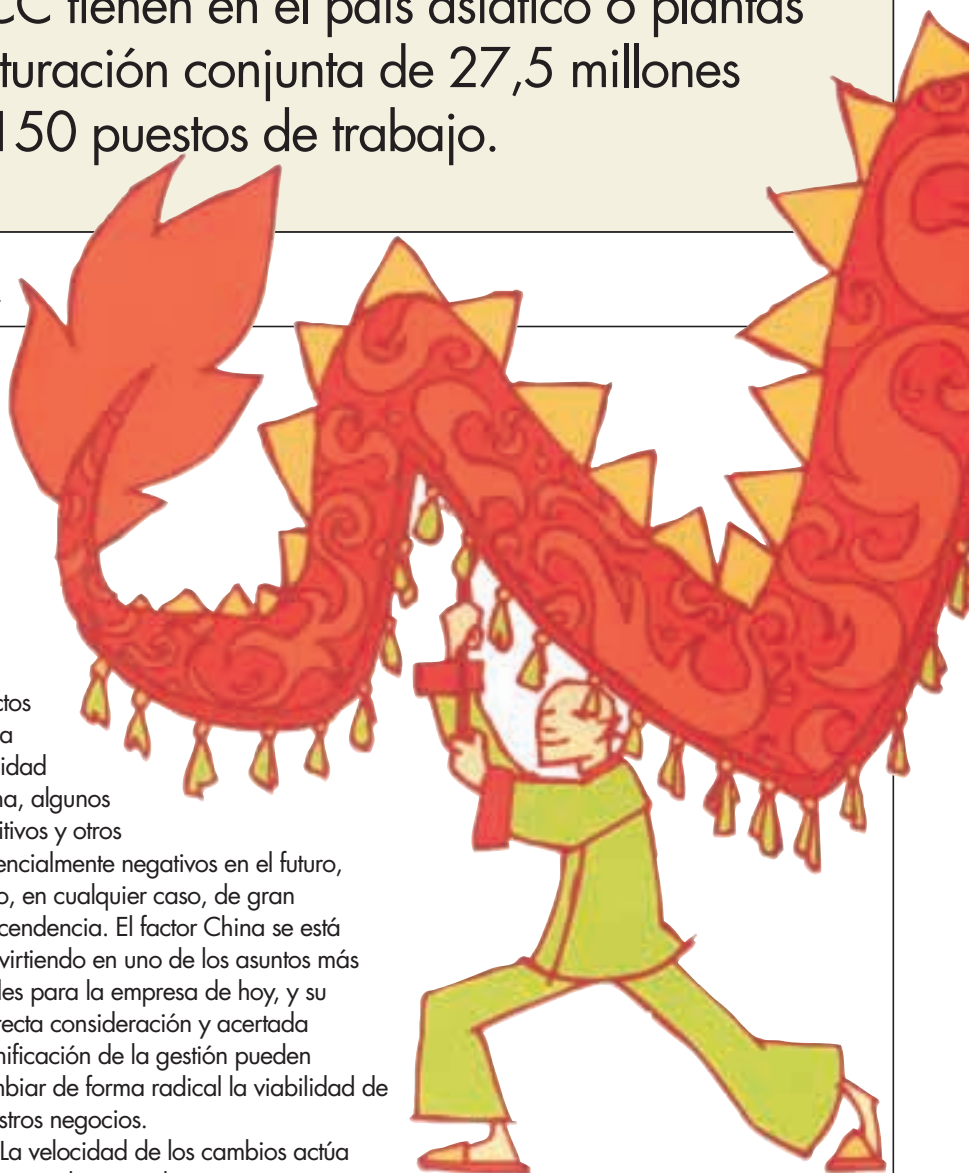 CC tienen en el país asiático 6 plantas
turación conjunta de 27,5 millones
150 puestos de trabajo.
ctos
a
idad
na, algunos
itivos y otros
encialmente negativos en el futuro,
o, en cualquier caso, de gran
cendencia. El factor China se está
virtiendo en uno de los asuntos más
les para la empresa de hoy, y su
recta consideración y acertada
nificación de la gestión pueden
mbiar de forma radical la viabilidad de
stros negocios.
La velocidad de los cambios actúa